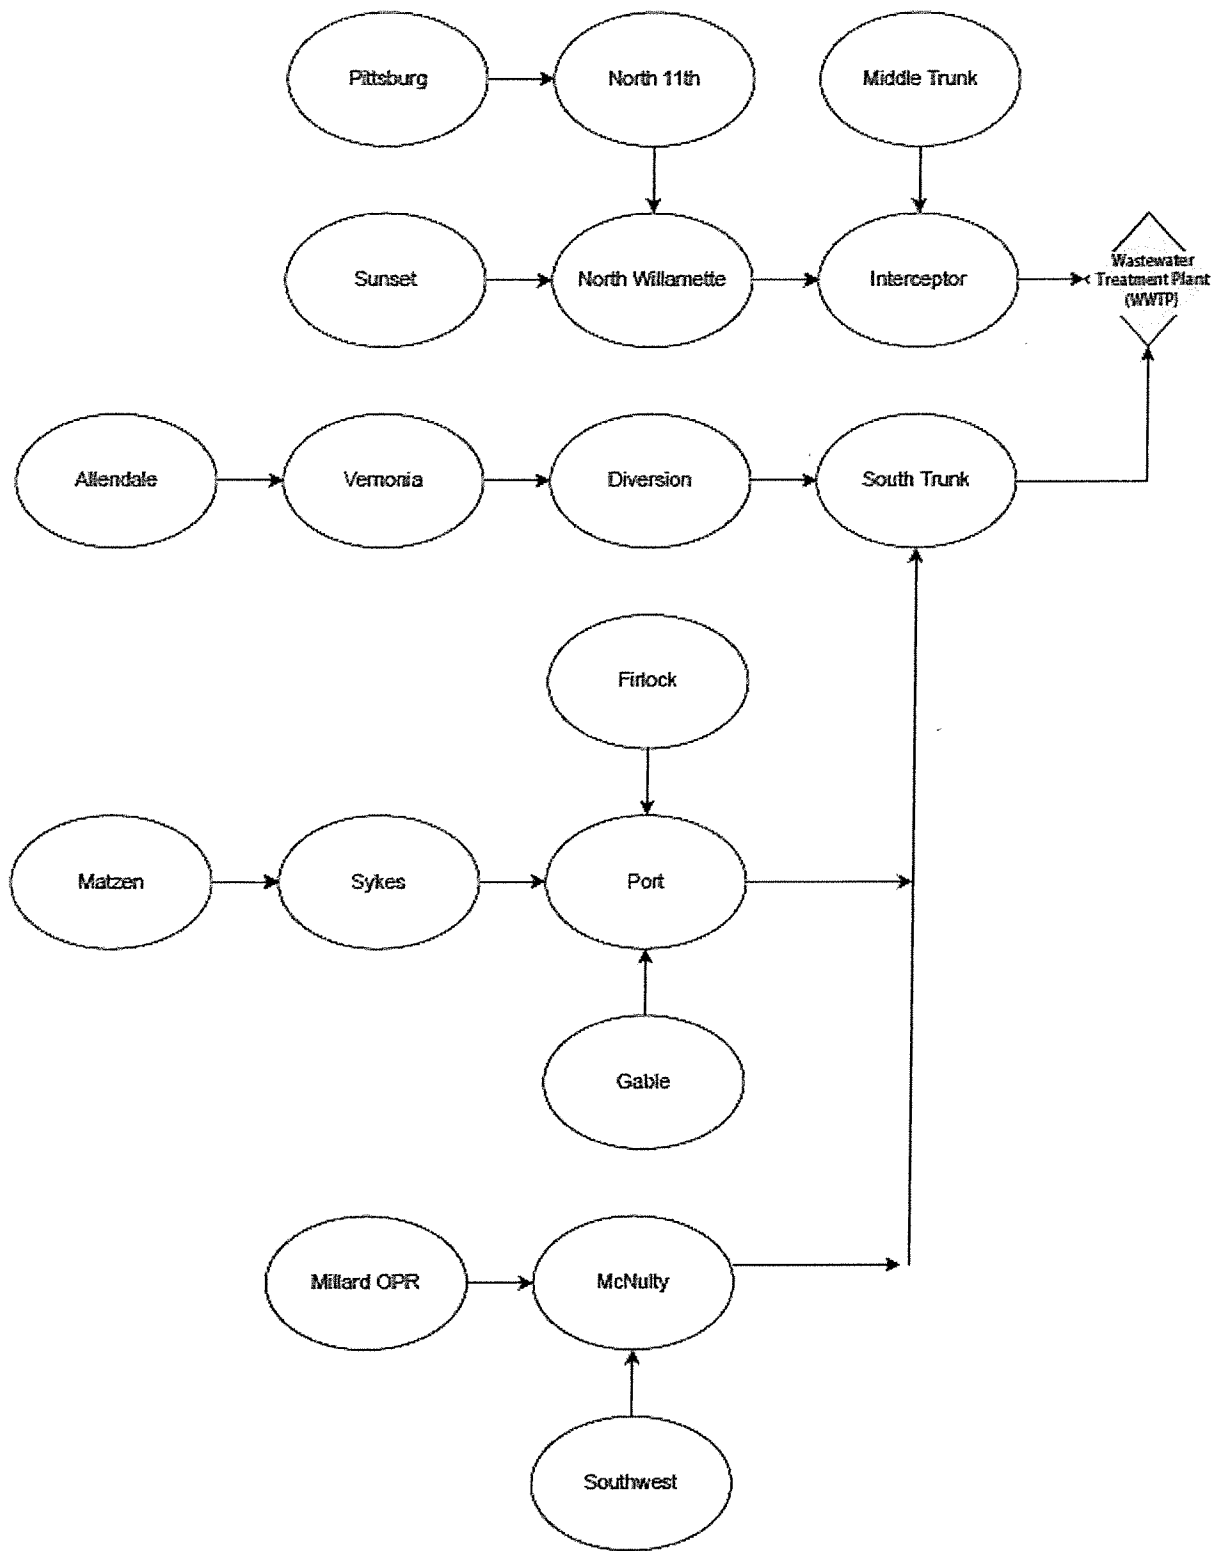 Pittsburg
North 11th
Middle Trunk
Sunset
North Willamette
Interceptor
Wastewater
Treatment Plant
(WWTP)
Allendale
Vernonia
Diversion
South Trunk
Firlock
Matzen
Sykes
Port
Gable
Millard OPR
McNulty
Southwest